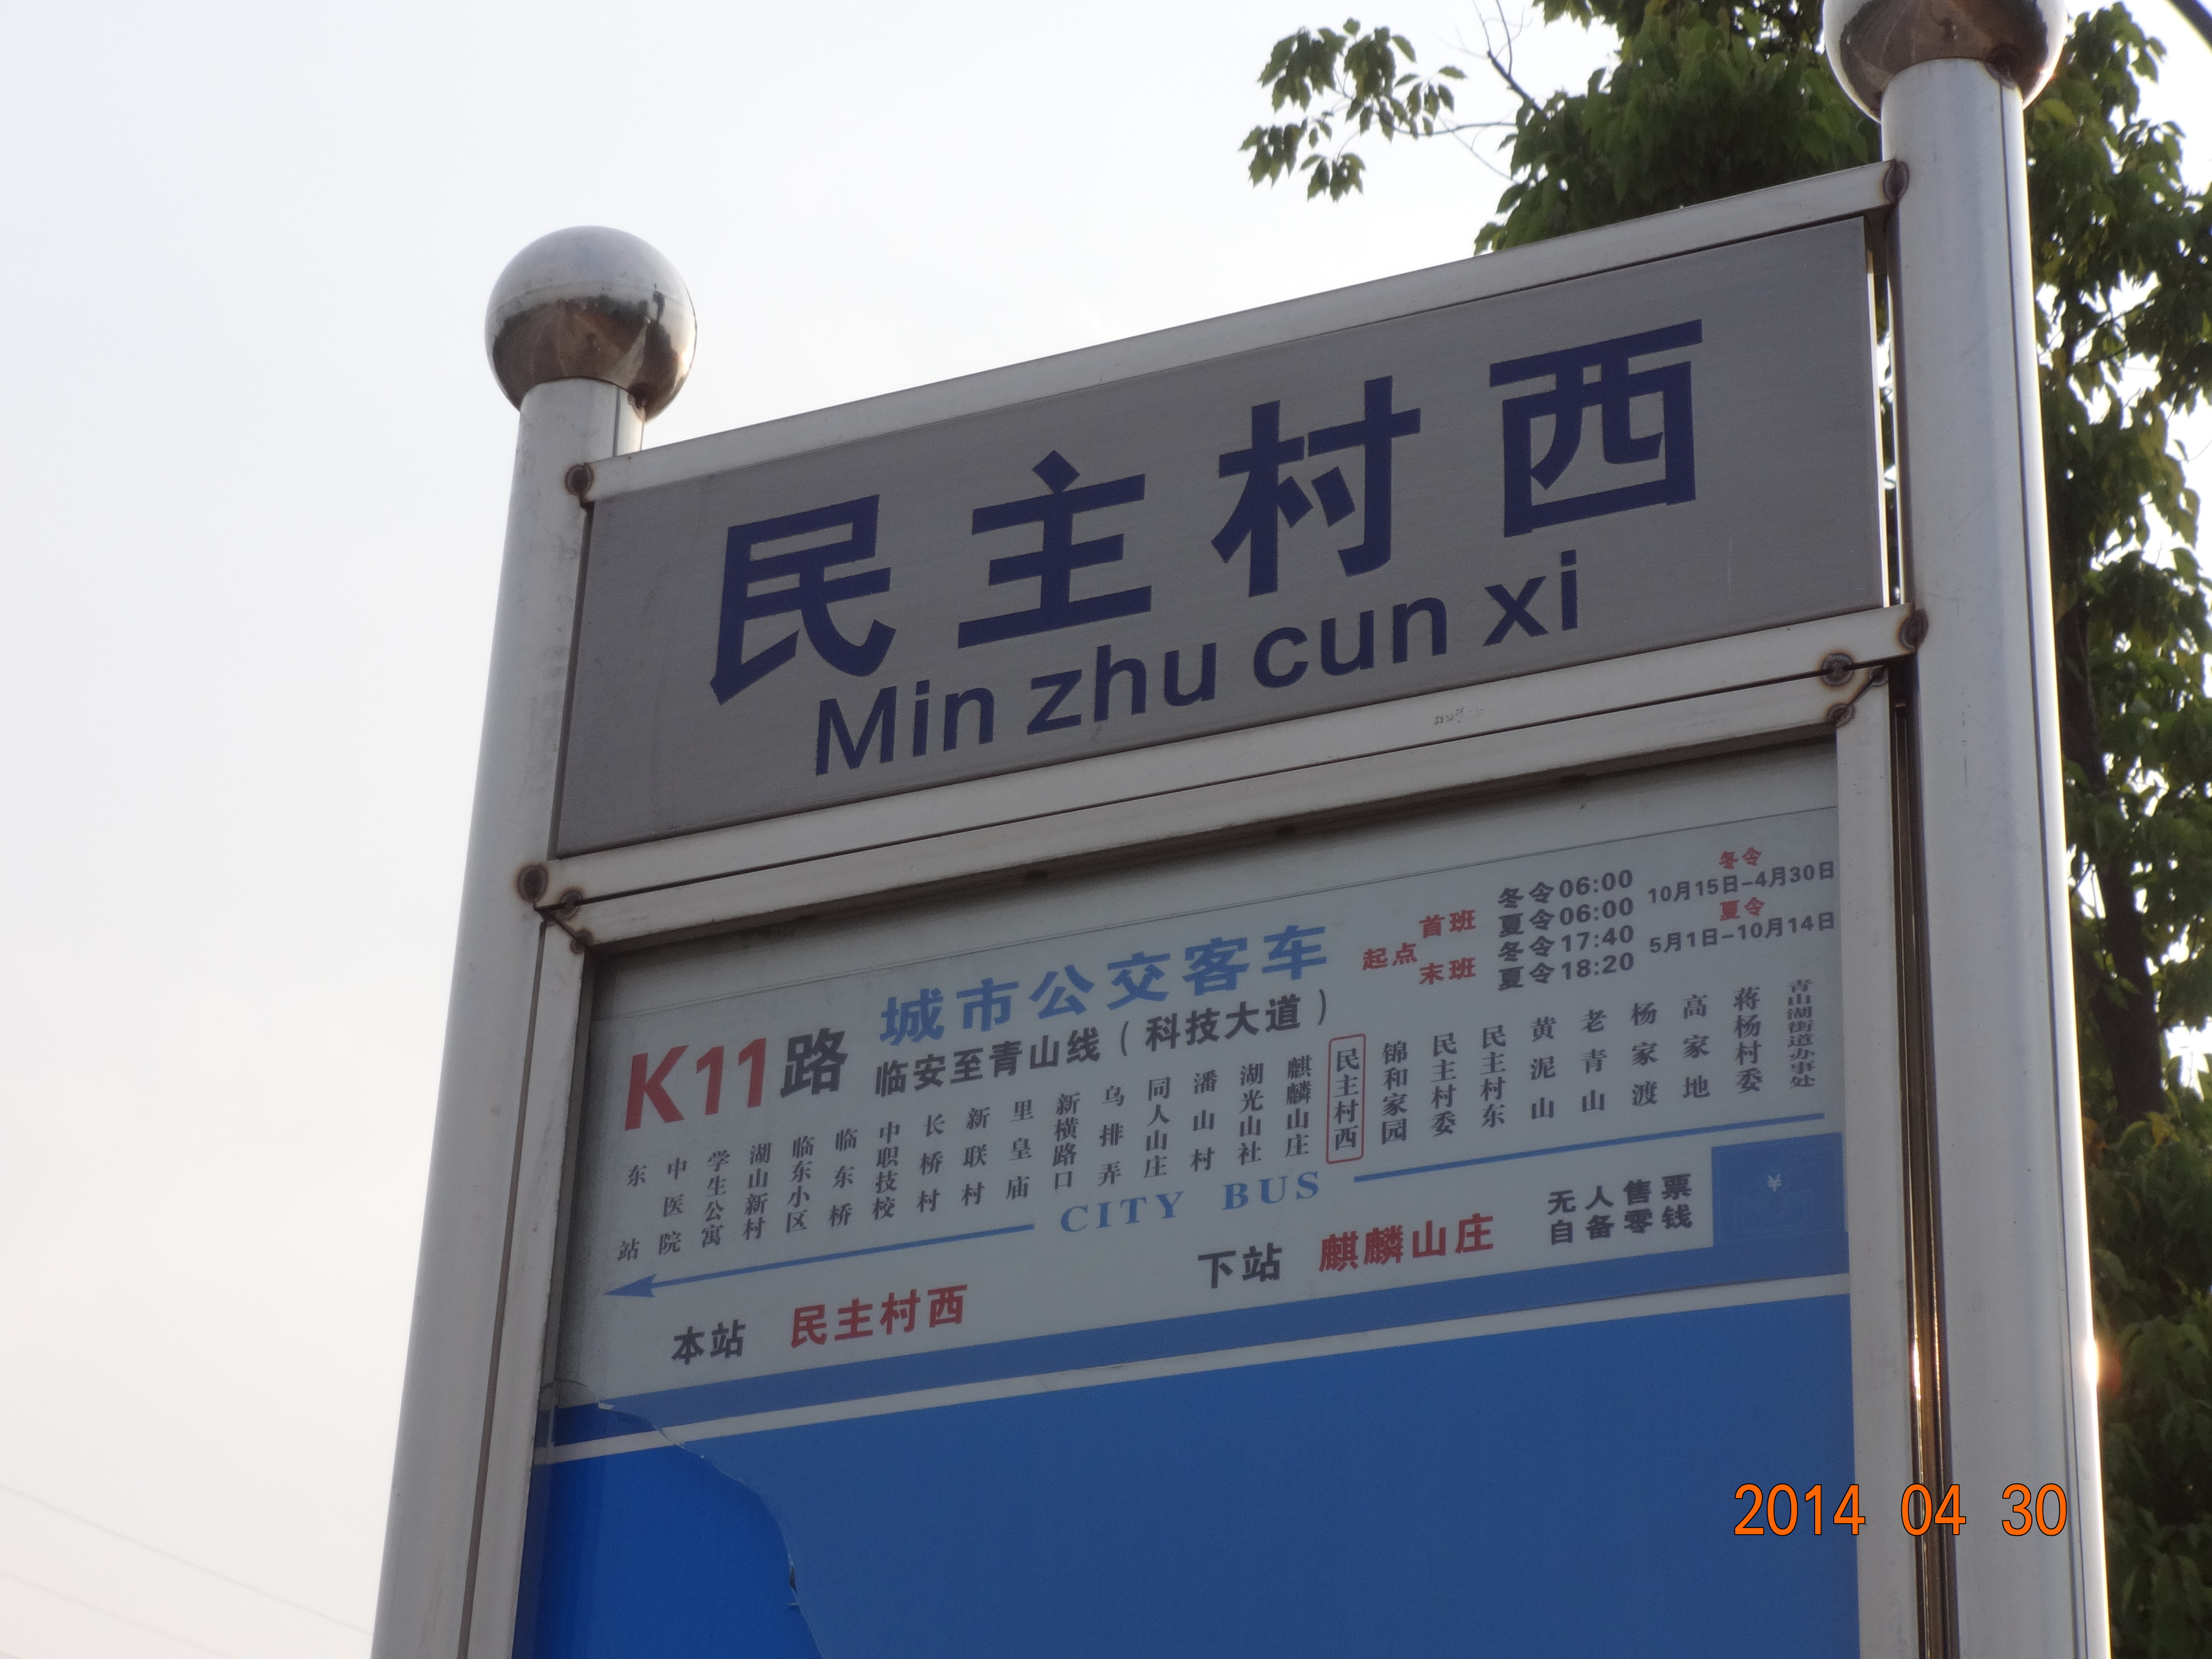 民主村西
Min zhu cun xi
K11路
城市公交客车
临安至青山线（科技大道）
起点
首班
冬令06:00
夏令06:00
末班
冬令17:40
夏令18:20
冬令
10月15日-4月30日
夏令
5月1日-10月14日
东站
中医院
学生公寓
湖山新村
临东小区
临东桥
中职技校
长桥村
新联村
里皇庙
新横路口
乌排弄
同人山庄
潘山村
湖光山社
麒麟山庄
民主村西
锦和家园
民主村委
民主村东
黄泥山
老青山
杨家渡
高家地
蒋杨村委
青山湖街道办事处
CITY BUS
本站 民主村西
下站 麒麟山庄
无人售票
自备零钱
¥
2014 04 30